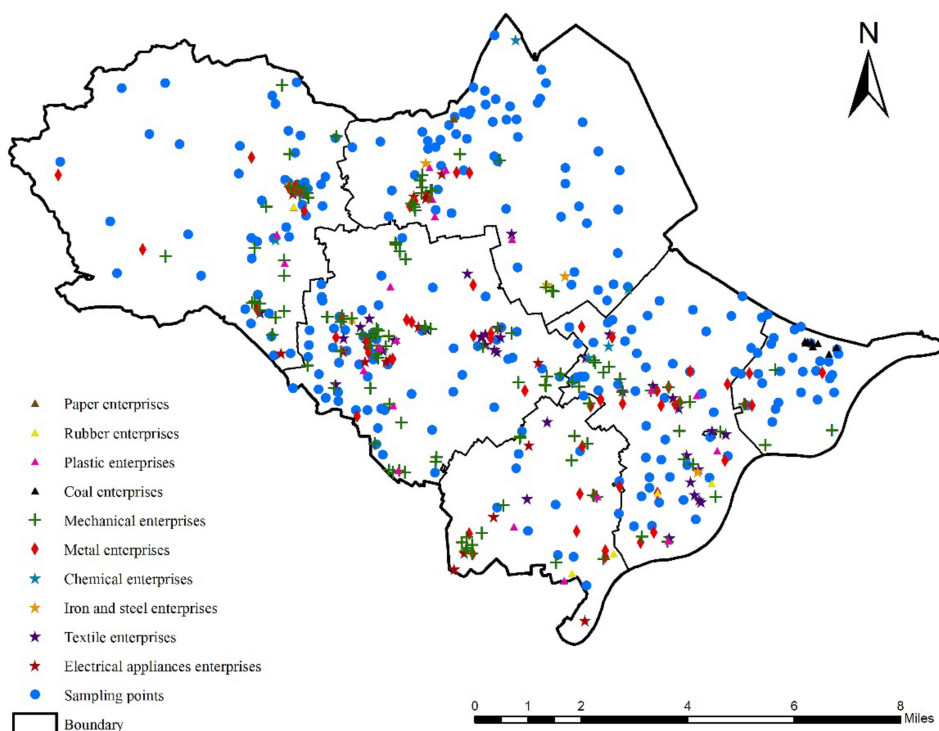 N
Paper enterprises
Rubber enterprises
Plastic enterprises
Coal enterprises
Mechanical enterprises
Metal enterprises
Chemical enterprises
Iron and steel enterprises
Textile enterprises
Electrical appliances enterprises
Sampling points
Boundary
0 1 2 4 6 8
Miles